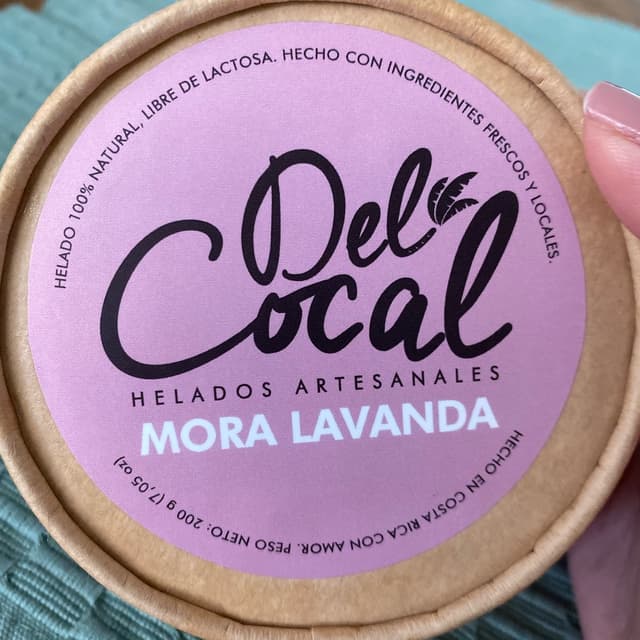 HELADO 100% NATURAL, LIBRE DE LACTOSA. HECHO CON INGREDIENTES FRESCOS Y LOCALES.
Del
Cocal
HELADOS ARTESANALES
MORA LAVANDA
HECHO EN COSTA RICA CON AMOR. PESO NETO: 200 g (7,05 oz)